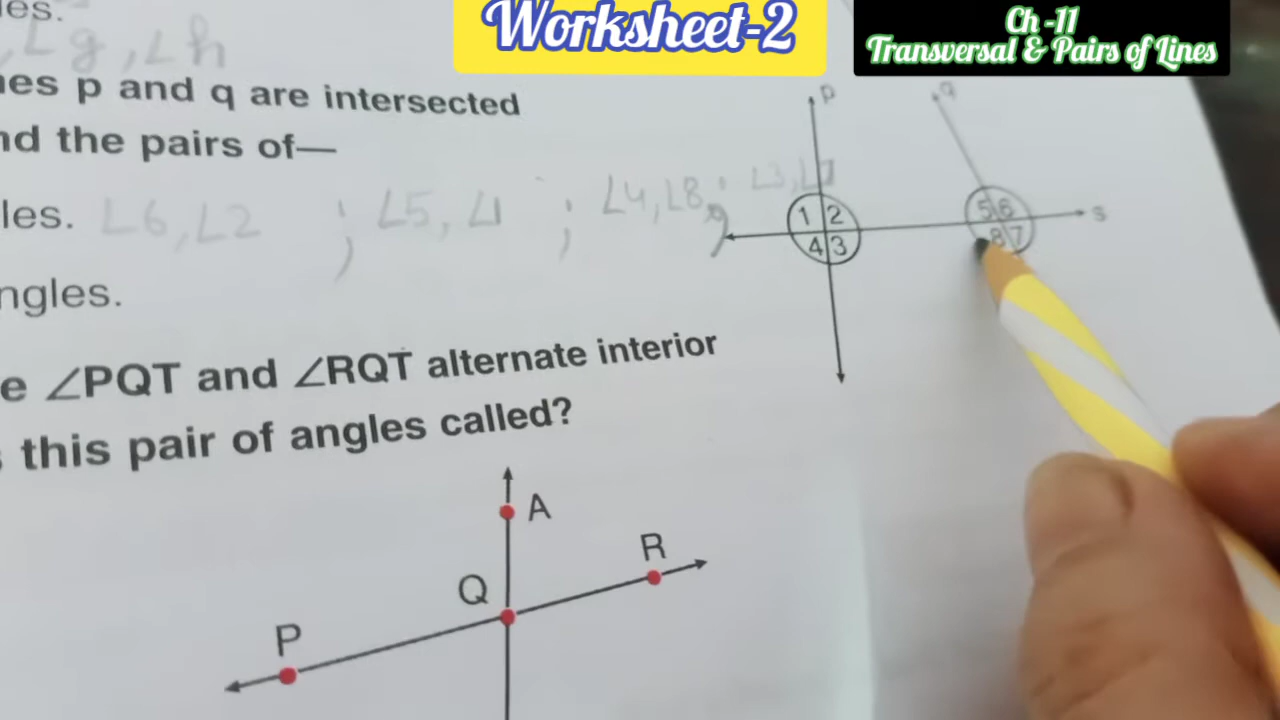 les.
Worksheet-2
Ch -11
Transversal & Pairs of Lines
, ∠g, ∠h
nes p and q are intersected
nd the pairs of—
les. ∠6, ∠2 ; ∠5, ∠1 ; ∠4, ∠8, ∠3, ∠7
p
q
1 2
4 3
5 6
8 7
s
ngles.
e ∠PQT and ∠RQT alternate interior
s this pair of angles called?
A
R
Q
P